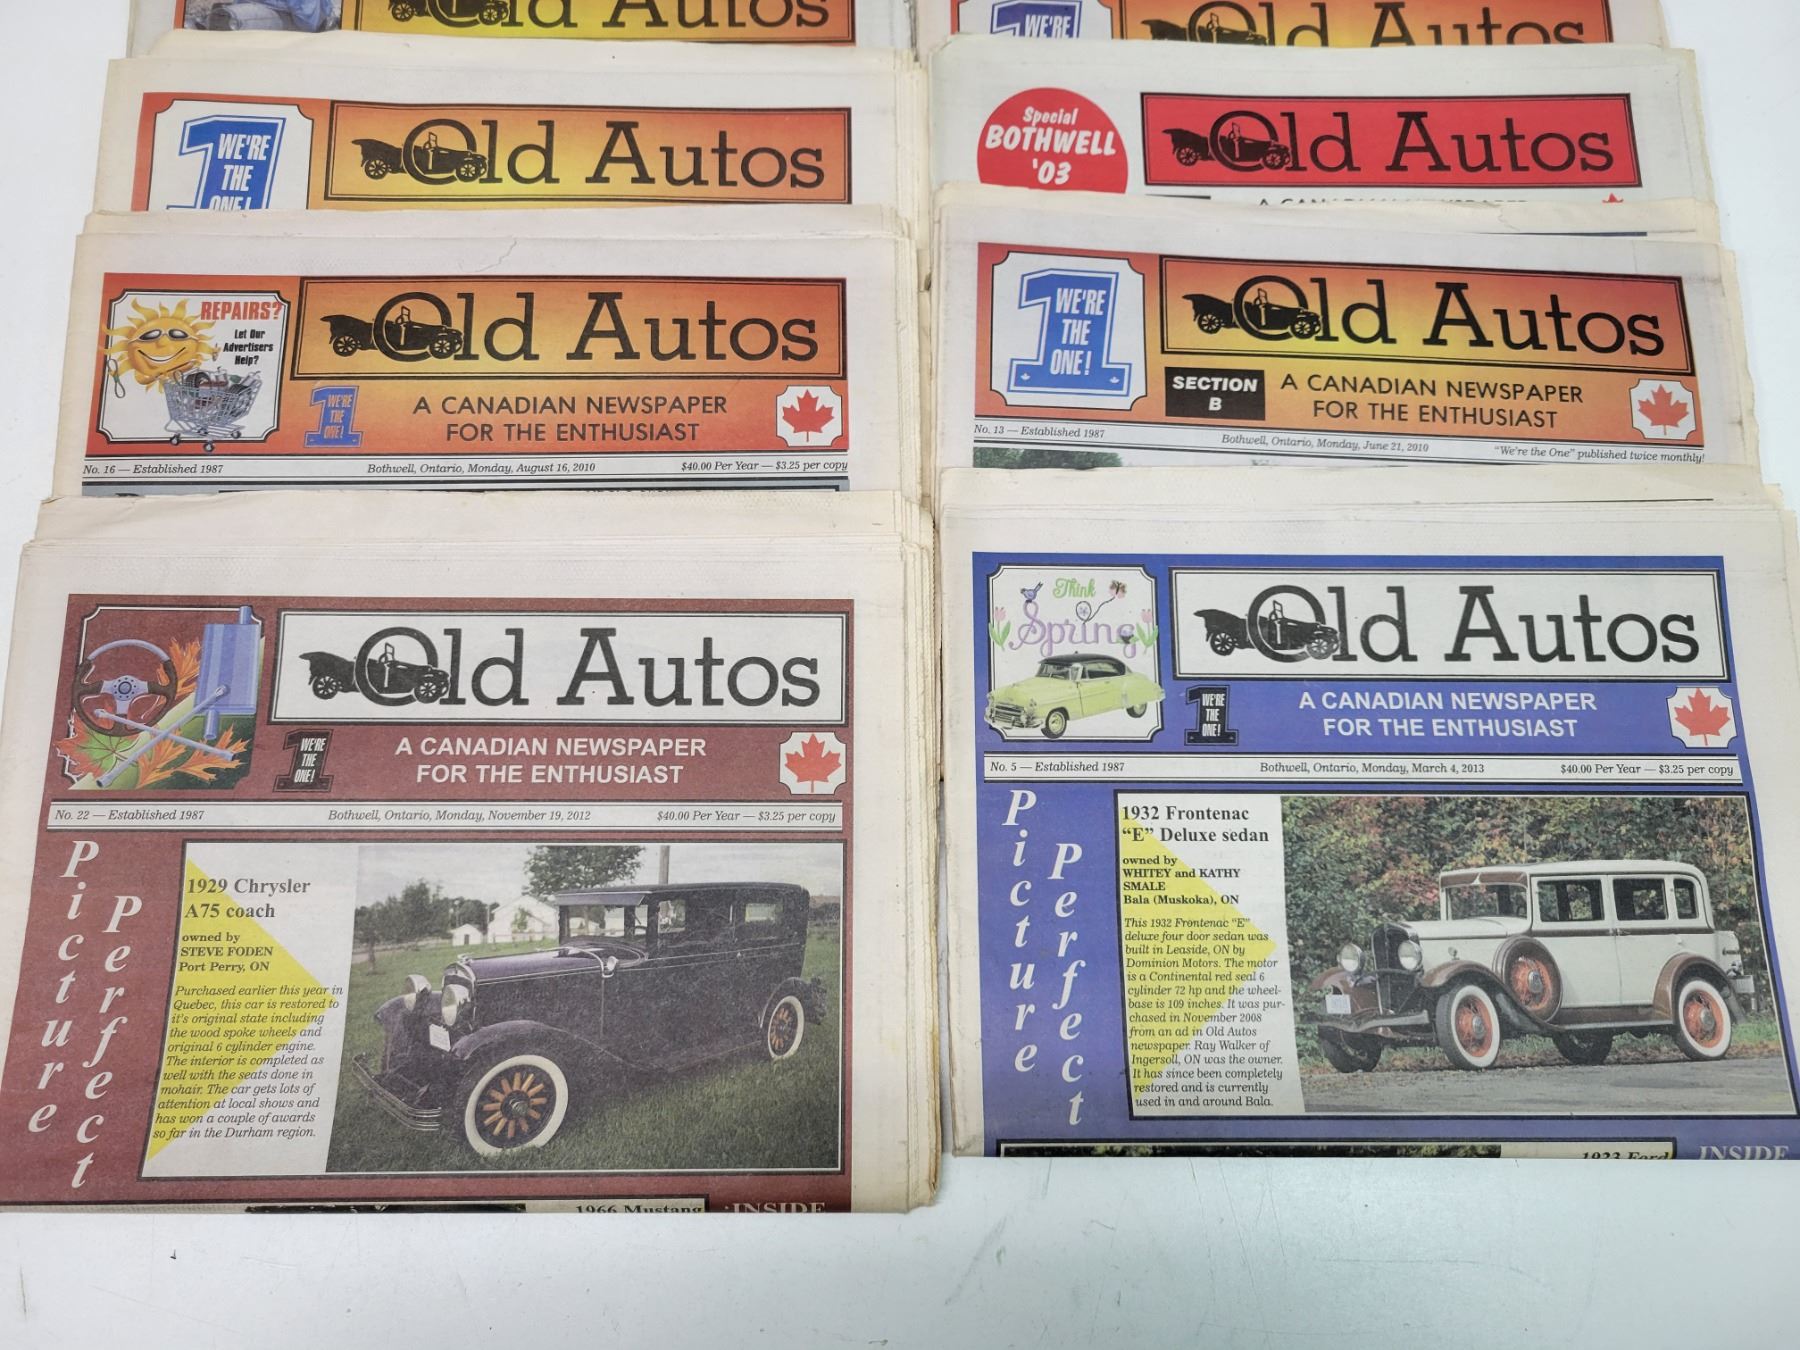 Old Autos
WE'RE
Old Autos
WE'RE
THE
ONE!
Old Autos
Special
BOTHWELL
'03
Old Autos
REPAIRS?
Let Our
Advertisers
Help?
Old Autos
WE'RE
THE
ONE!
A CANADIAN NEWSPAPER
FOR THE ENTHUSIAST
No. 16 — Established 1987 Bothwell, Ontario, Monday, August 16, 2010 $40.00 Per Year — $3.25 per copy
WE'RE
THE
ONE!
Old Autos
SECTION
B
A CANADIAN NEWSPAPER
FOR THE ENTHUSIAST
No. 13 — Established 1987 Bothwell, Ontario, Monday, June 21, 2010 "We're the One" published twice monthly!
Old Autos
WE'RE
THE
ONE!
A CANADIAN NEWSPAPER
FOR THE ENTHUSIAST
No. 22 — Established 1987 Bothwell, Ontario, Monday, November 19, 2012 $40.00 Per Year — $3.25 per copy
Picture
Perfect
1929 Chrysler
A75 coach
owned by
STEVE FODEN
Port Perry, ON
Purchased earlier this year in
Quebec, this car is restored to
it's original state including
the wood spoke wheels and
original 6 cylinder engine.
The interior is completed as
well with the seats done in
mohair. The car gets lots of
attention at local shows and
has won a couple of awards
so far in the Durham region.
1966 Mustang
INSIDE
Think
Spring
Old Autos
WE'RE
THE
ONE!
A CANADIAN NEWSPAPER
FOR THE ENTHUSIAST
No. 5 — Established 1987 Bothwell, Ontario, Monday, March 4, 2013 $40.00 Per Year — $3.25 per copy
Picture
Perfect
1932 Frontenac
"E" Deluxe sedan
owned by
WHITEY and KATHY
SMALE
Bala (Muskoka), ON
This 1932 Frontenac "E"
deluxe four door sedan was
built in Leaside, ON by
Dominion Motors. The motor
is a Continental red seal 6
cylinder 72 hp and the wheel-
base is 109 inches. It was pur-
chased in November 2008
from an ad in Old Autos
newspaper. Ray Walker of
Ingersoll, ON was the owner.
It has since been completely
restored and is currently
used in and around Bala.
1923 Ford
INSIDE